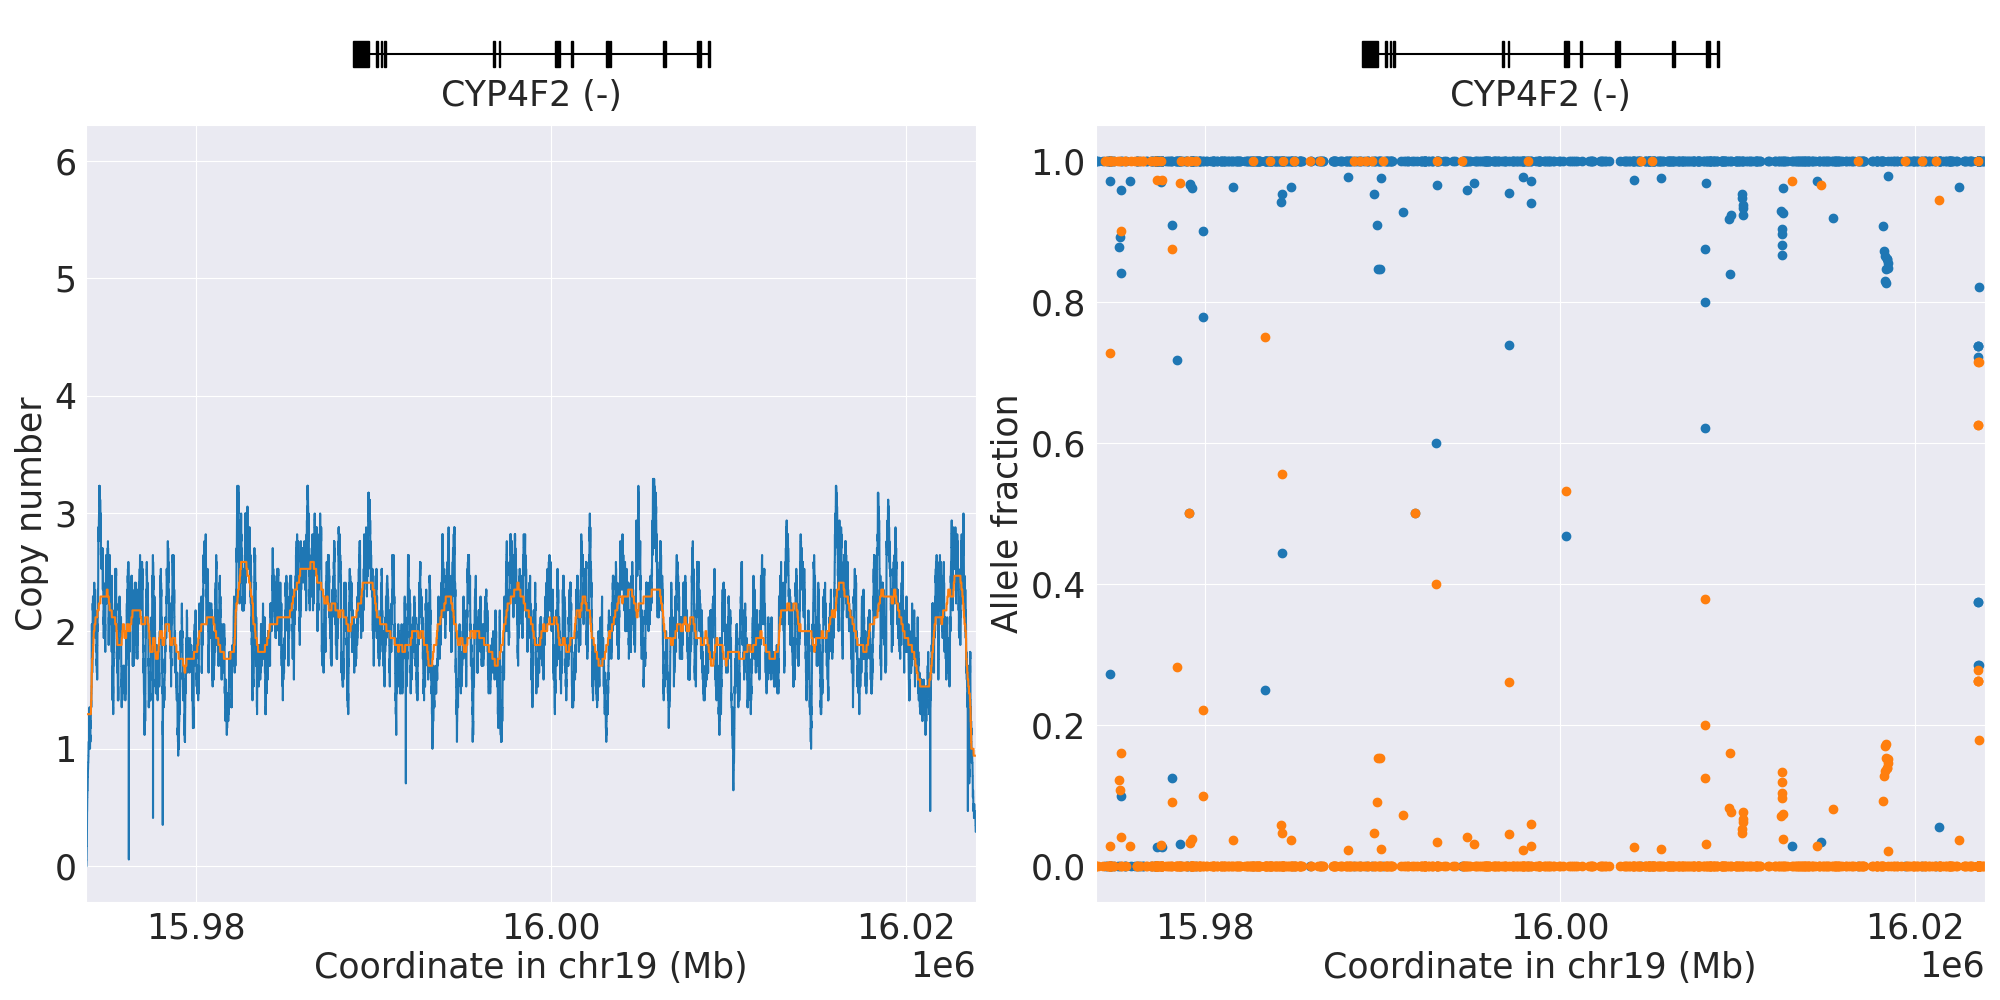 CYP4F2 (-)
6
5
4
3
2
1
0
Copy number
15.98
16.00
16.02
Coordinate in chr19 (Mb)
1e6
CYP4F2 (-)
1.0
0.8
0.6
0.4
0.2
0.0
Allele fraction
15.98
16.00
16.02
Coordinate in chr19 (Mb)
1e6